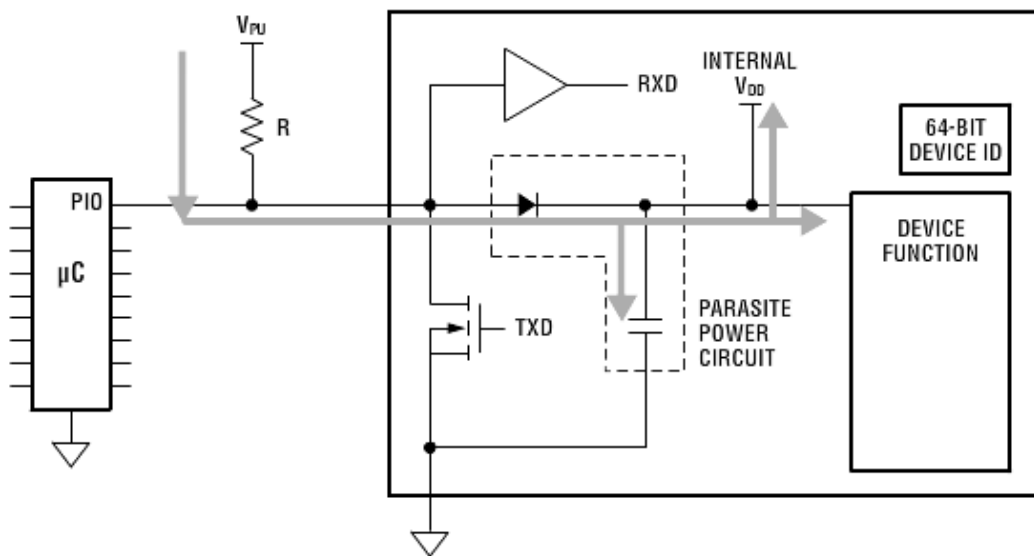 V_PU
R
PIO
µC
RXD
INTERNAL
V_DD
64-BIT
DEVICE ID
DEVICE
FUNCTION
TXD
PARASITE
POWER
CIRCUIT